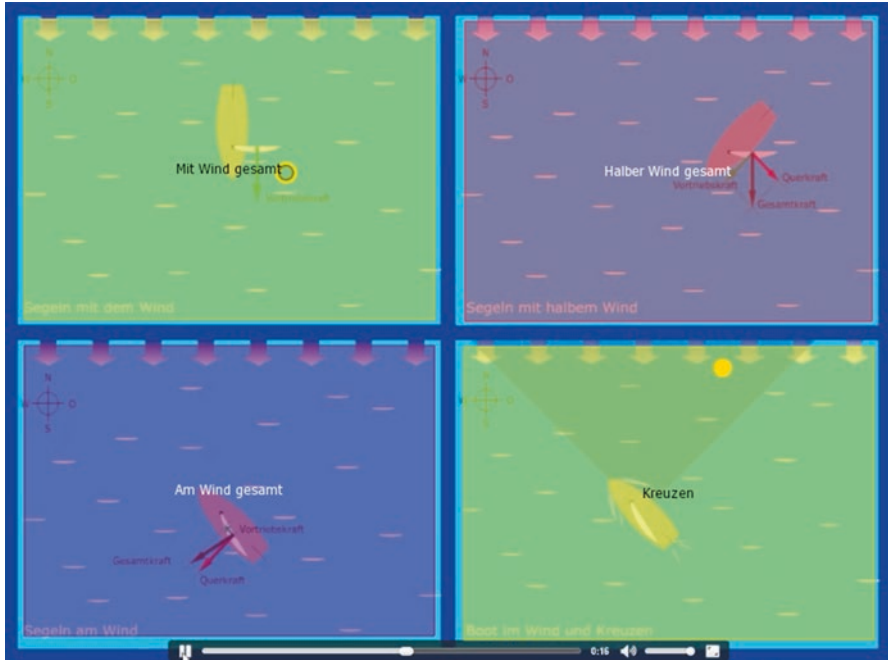 N
W O
S
Mit Wind gesamt
Vortriebskraft
Segeln mit dem Wind
N
W O
S
Halber Wind gesamt
Vortriebskraft
Querkraft
Gesamtkraft
Segeln mit halbem Wind
N
W O
S
Am Wind gesamt
Vortriebskraft
Gesamtkraft
Querkraft
Segeln am Wind
N
W O
S
Kreuzen
Boot im Wind und Kreuzen
0:16